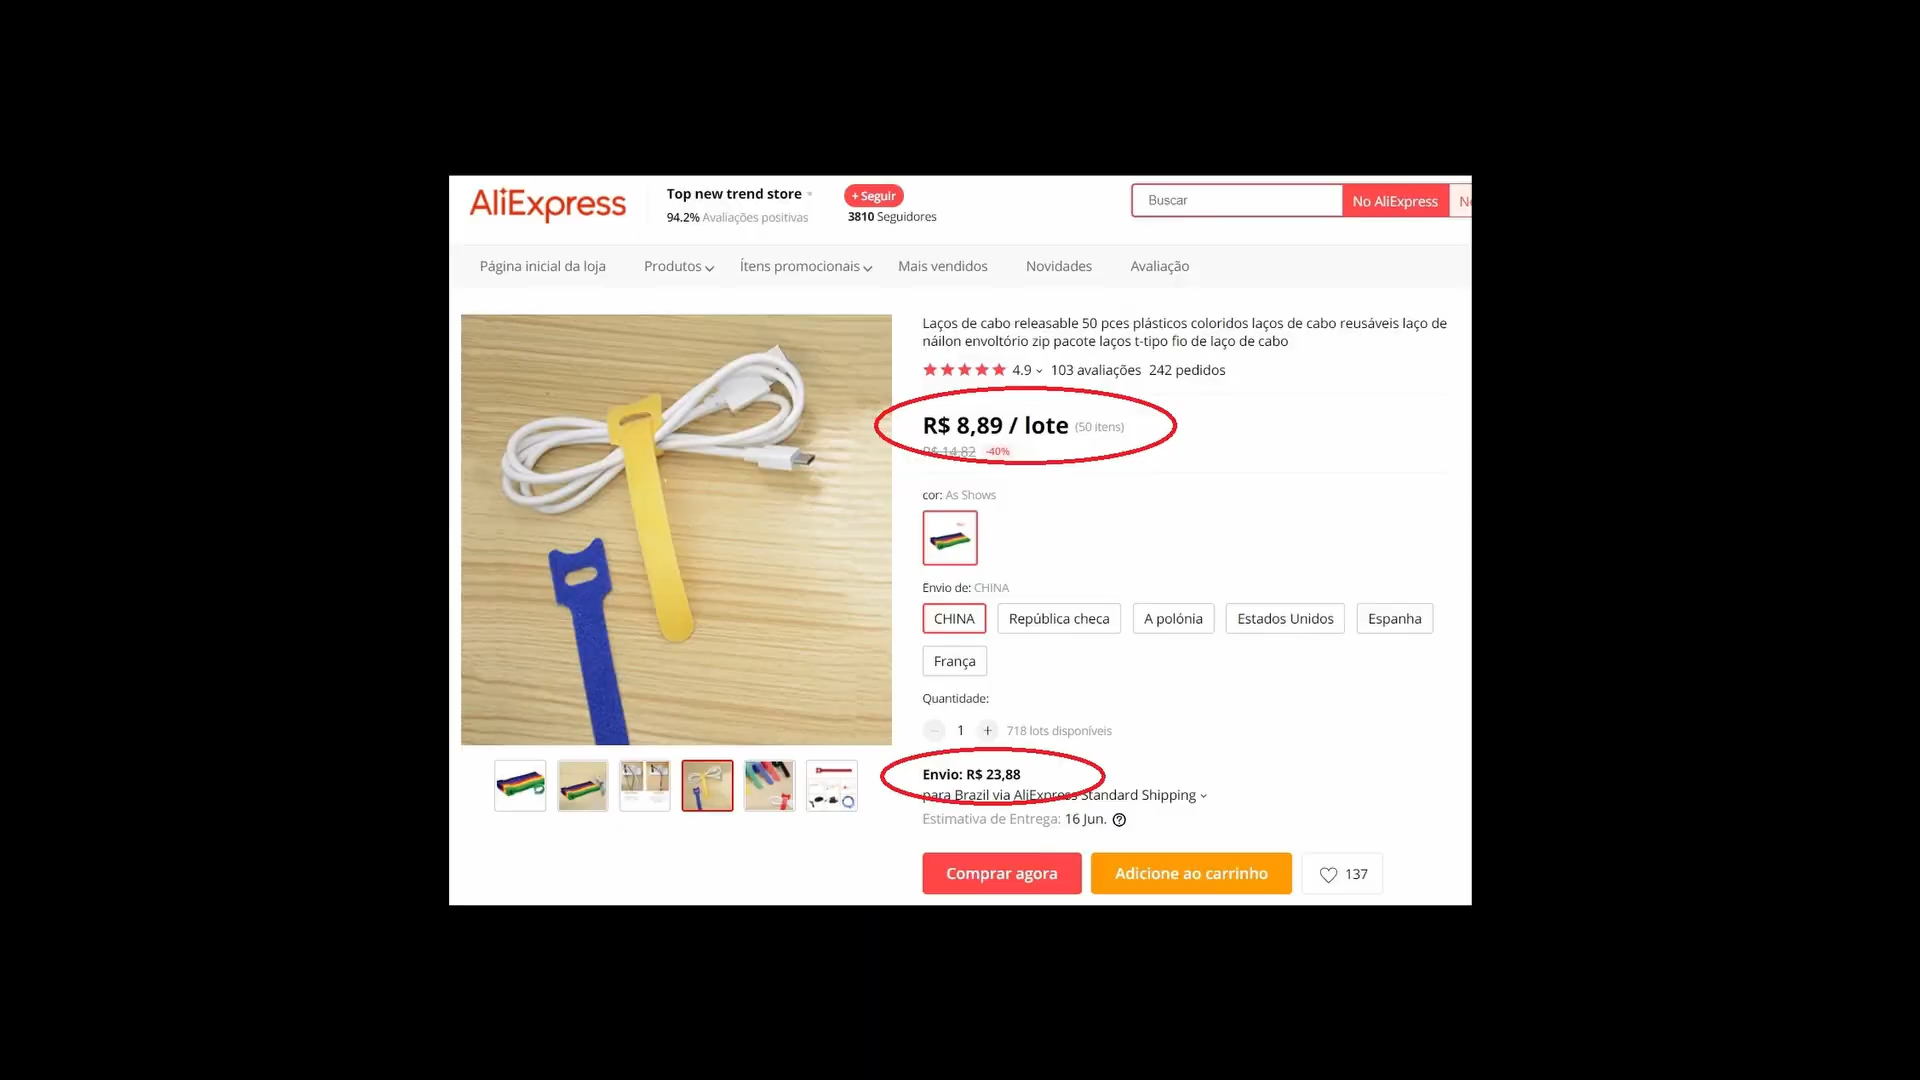 AliExpress
Top new trend store
94.2% Avaliações positivas
+ Seguir
3810 Seguidores
Buscar
No AliExpress
Página inicial da loja
Produtos
Ítens promocionais
Mais vendidos
Novidades
Avaliação
Laços de cabo releasable 50 pces plásticos coloridos laços de cabo reusáveis laço de
náilon envoltório zip pacote laços t-tipo fio de laço de cabo
4.9
103 avaliações
242 pedidos
R$ 8,89 / lote (50 itens)
R$ 14,82 -40%
cor: As Shows
Envio de: CHINA
CHINA
República checa
A polónia
Estados Unidos
Espanha
França
Quantidade:
− 1 +
718 lots disponíveis
Envio: R$ 23,88
para Brazil via AliExpress Standard Shipping
Estimativa de Entrega: 16 Jun. ?
Comprar agora
Adicione ao carrinho
137